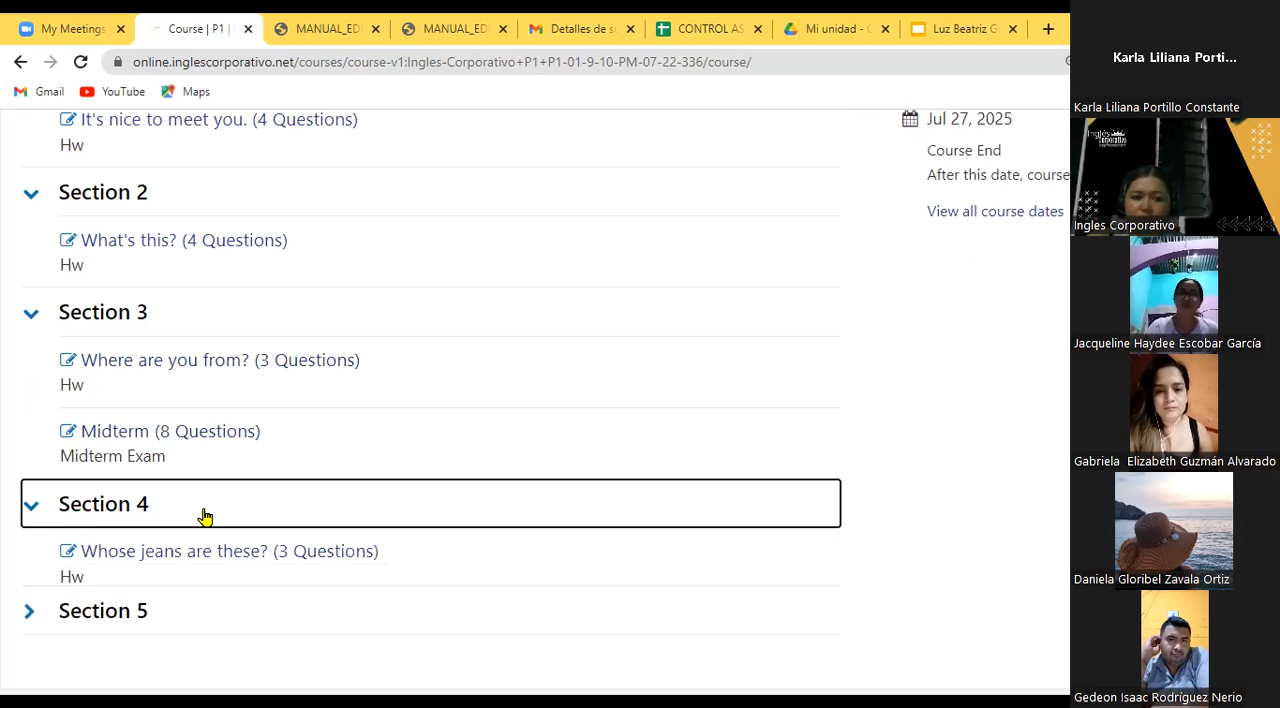 My Meetings
Course | P1 |
MANUAL_ED
MANUAL_ED
Detalles de su
CONTROL AS
Mi unidad - C
Luz Beatriz G
online.inglescorporativo.net/courses/course-v1:Ingles-Corporativo+P1+P1-01-9-10-PM-07-22-336/course/
Gmail
YouTube
Maps
It's nice to meet you. (4 Questions)
Hw
Section 2
What's this? (4 Questions)
Hw
Section 3
Where are you from? (3 Questions)
Hw
Midterm (8 Questions)
Midterm Exam
Section 4
Whose jeans are these? (3 Questions)
Hw
Section 5
Jul 27, 2025
Course End
After this date, course
View all course dates
Karla Liliana Porti...
Karla Liliana Portillo Constante
Inglés
Corporativo
Ingles Corporativo
Jacqueline Haydee Escobar García
Gabriela Elizabeth Guzmán Alvarado
Daniela Gloribel Zavala Ortiz
Gedeon Isaac Rodríguez Nerio